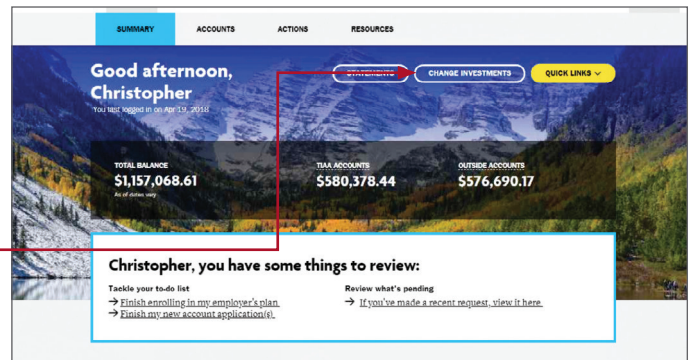 SUMMARY ACCOUNTS ACTIONS RESOURCES
Good afternoon,
Christopher
You last logged in on Apr 19, 2018
STATEMENTS CHANGE INVESTMENTS QUICK LINKS
TOTAL BALANCE
$1,157,068.61
As of dates vary
TIAA ACCOUNTS
$580,378.44
OUTSIDE ACCOUNTS
$576,690.17
Christopher, you have some things to review:
Tackle your to-do list
→ Finish enrolling in my employer's plan
→ Finish my new account application(s)
Review what's pending
→ If you've made a recent request, view it here